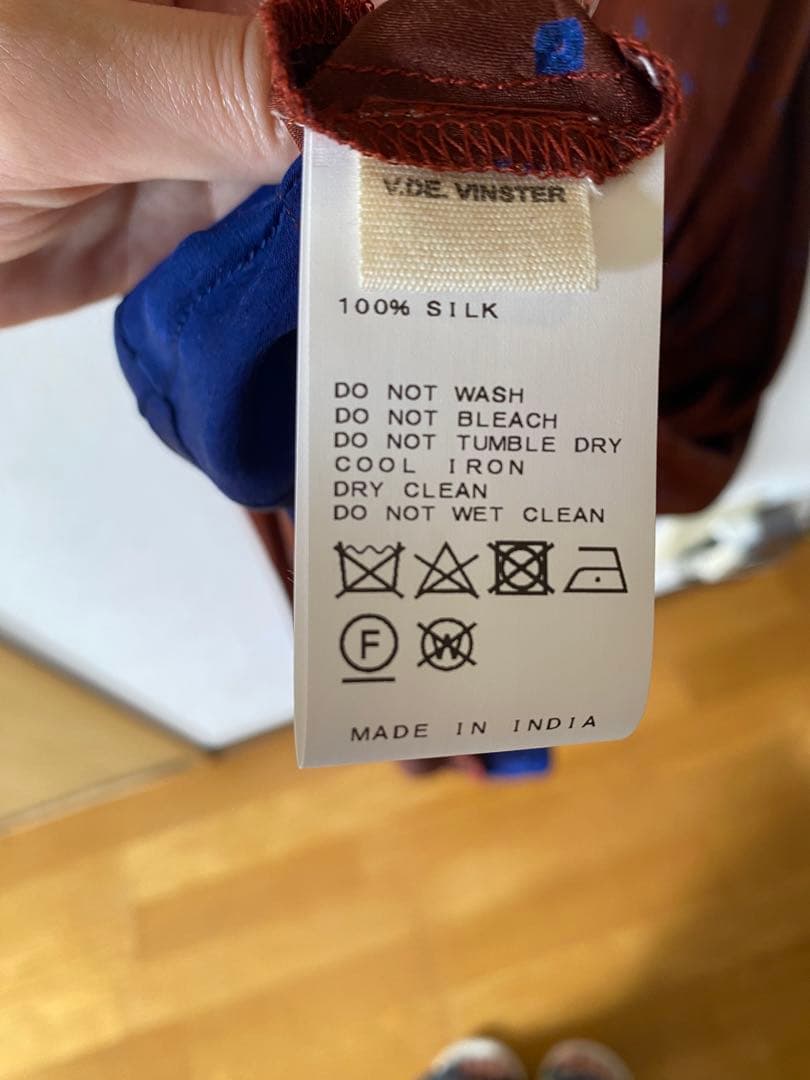 V.DE. VINSTER
100% SILK
DO NOT WASH
DO NOT BLEACH
DO NOT TUMBLE DRY
COOL IRON
DRY CLEAN
DO NOT WET CLEAN
F W
MADE IN INDIA